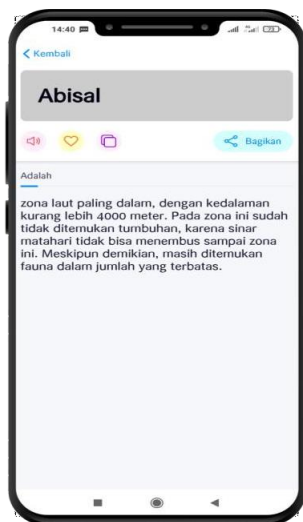 14:40
Kembali
Abisal
Bagikan
Adalah
zona laut paling dalam, dengan kedalaman
kurang lebih 4000 meter. Pada zona ini sudah
tidak ditemukan tumbuhan, karena sinar
matahari tidak bisa menembus sampai zona
ini. Meskipun demikian, masih ditemukan
fauna dalam jumlah yang terbatas.